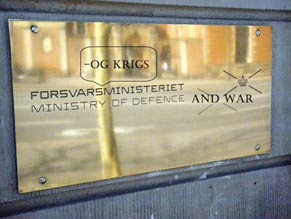 -OG KRIGS
FORSVARSMINISTERIET
MINISTRY OF DEFENCE AND WAR